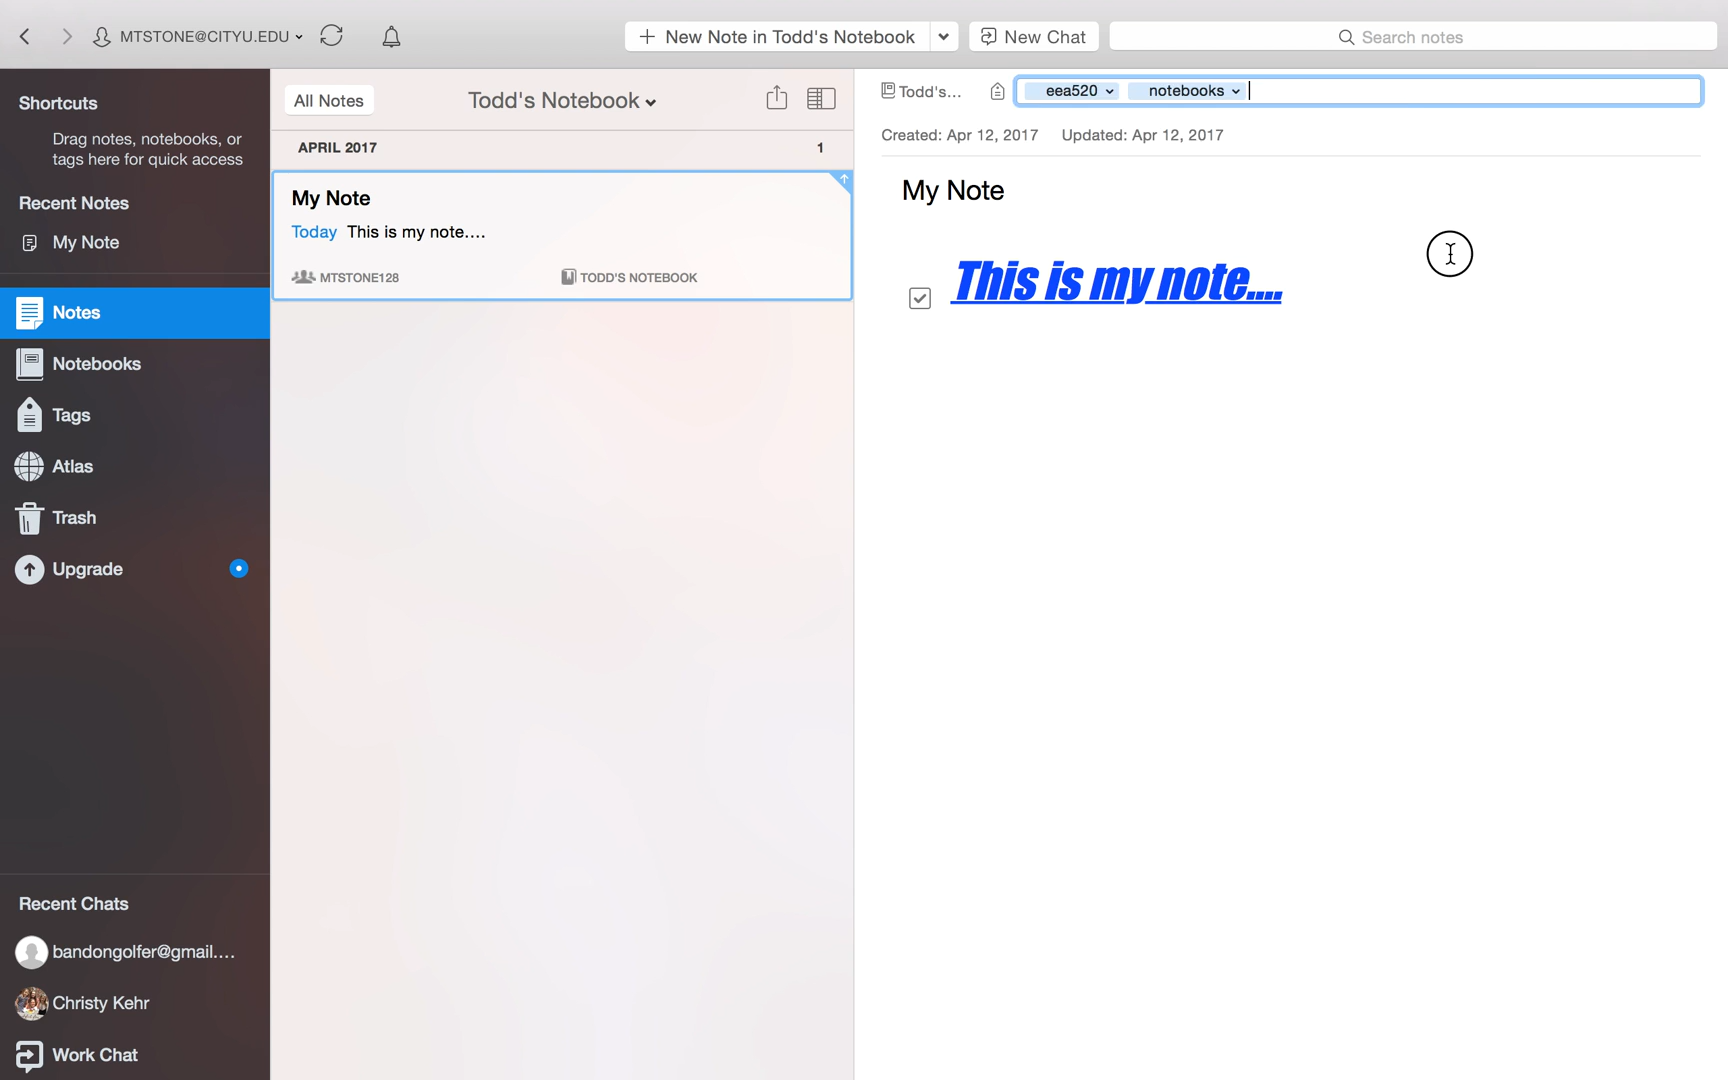 MTSTONE@CITYU.EDU
New Note in Todd's Notebook
New Chat
Search notes
Shortcuts
Drag notes, notebooks, or
tags here for quick access
Recent Notes
My Note
Notes
Notebooks
Tags
Atlas
Trash
Upgrade
Recent Chats
bandongolfer@gmail....
Christy Kehr
Work Chat
All Notes
Todd's Notebook
APRIL 2017 1
My Note
Today This is my note....
MTSTONE128 TODD'S NOTEBOOK
Todd's... eea520 notebooks
Created: Apr 12, 2017 Updated: Apr 12, 2017
My Note
This is my note....